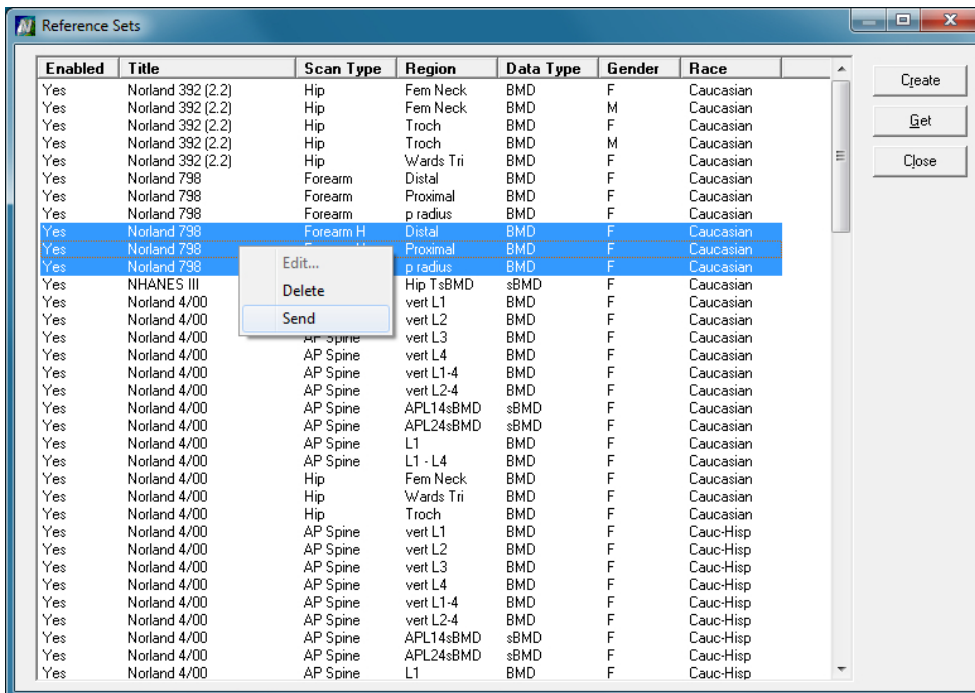 Reference Sets
Enabled Title Scan Type Region Data Type Gender Race
Create
Yes Norland 392 (2.2) Hip Fem Neck BMD F Caucasian
Yes Norland 392 (2.2) Hip Fem Neck BMD M Caucasian
Get
Yes Norland 392 (2.2) Hip Troch BMD F Caucasian
Yes Norland 392 (2.2) Hip Troch BMD M Caucasian
Close
Yes Norland 392 (2.2) Hip Wards Tri BMD F Caucasian
Yes Norland 798 Forearm Distal BMD F Caucasian
Yes Norland 798 Forearm Proximal BMD F Caucasian
Yes Norland 798 Forearm p radius BMD F Caucasian
Yes Norland 798 Forearm H Distal BMD F Caucasian
Yes Norland 798 Proximal BMD F Caucasian
Yes Norland 798 p radius BMD F Caucasian
Edit...
Delete
Send
Yes NHANES III Hip TsBMD sBMD F Caucasian
Yes Norland 4/00 vert L1 BMD F Caucasian
Yes Norland 4/00 vert L2 BMD F Caucasian
Yes Norland 4/00 AP Spine vert L3 BMD F Caucasian
Yes Norland 4/00 AP Spine vert L4 BMD F Caucasian
Yes Norland 4/00 AP Spine vert L1-4 BMD F Caucasian
Yes Norland 4/00 AP Spine vert L2-4 BMD F Caucasian
Yes Norland 4/00 AP Spine APL14sBMD sBMD F Caucasian
Yes Norland 4/00 AP Spine APL24sBMD sBMD F Caucasian
Yes Norland 4/00 AP Spine L1 BMD F Caucasian
Yes Norland 4/00 AP Spine L1 - L4 BMD F Caucasian
Yes Norland 4/00 Hip Fem Neck BMD F Caucasian
Yes Norland 4/00 Hip Wards Tri BMD F Caucasian
Yes Norland 4/00 Hip Troch BMD F Caucasian
Yes Norland 4/00 AP Spine vert L1 BMD F Cauc-Hisp
Yes Norland 4/00 AP Spine vert L2 BMD F Cauc-Hisp
Yes Norland 4/00 AP Spine vert L3 BMD F Cauc-Hisp
Yes Norland 4/00 AP Spine vert L4 BMD F Cauc-Hisp
Yes Norland 4/00 AP Spine vert L1-4 BMD F Cauc-Hisp
Yes Norland 4/00 AP Spine vert L2-4 BMD F Cauc-Hisp
Yes Norland 4/00 AP Spine APL14sBMD sBMD F Cauc-Hisp
Yes Norland 4/00 AP Spine APL24sBMD sBMD F Cauc-Hisp
Yes Norland 4/00 AP Spine L1 BMD F Cauc-Hisp